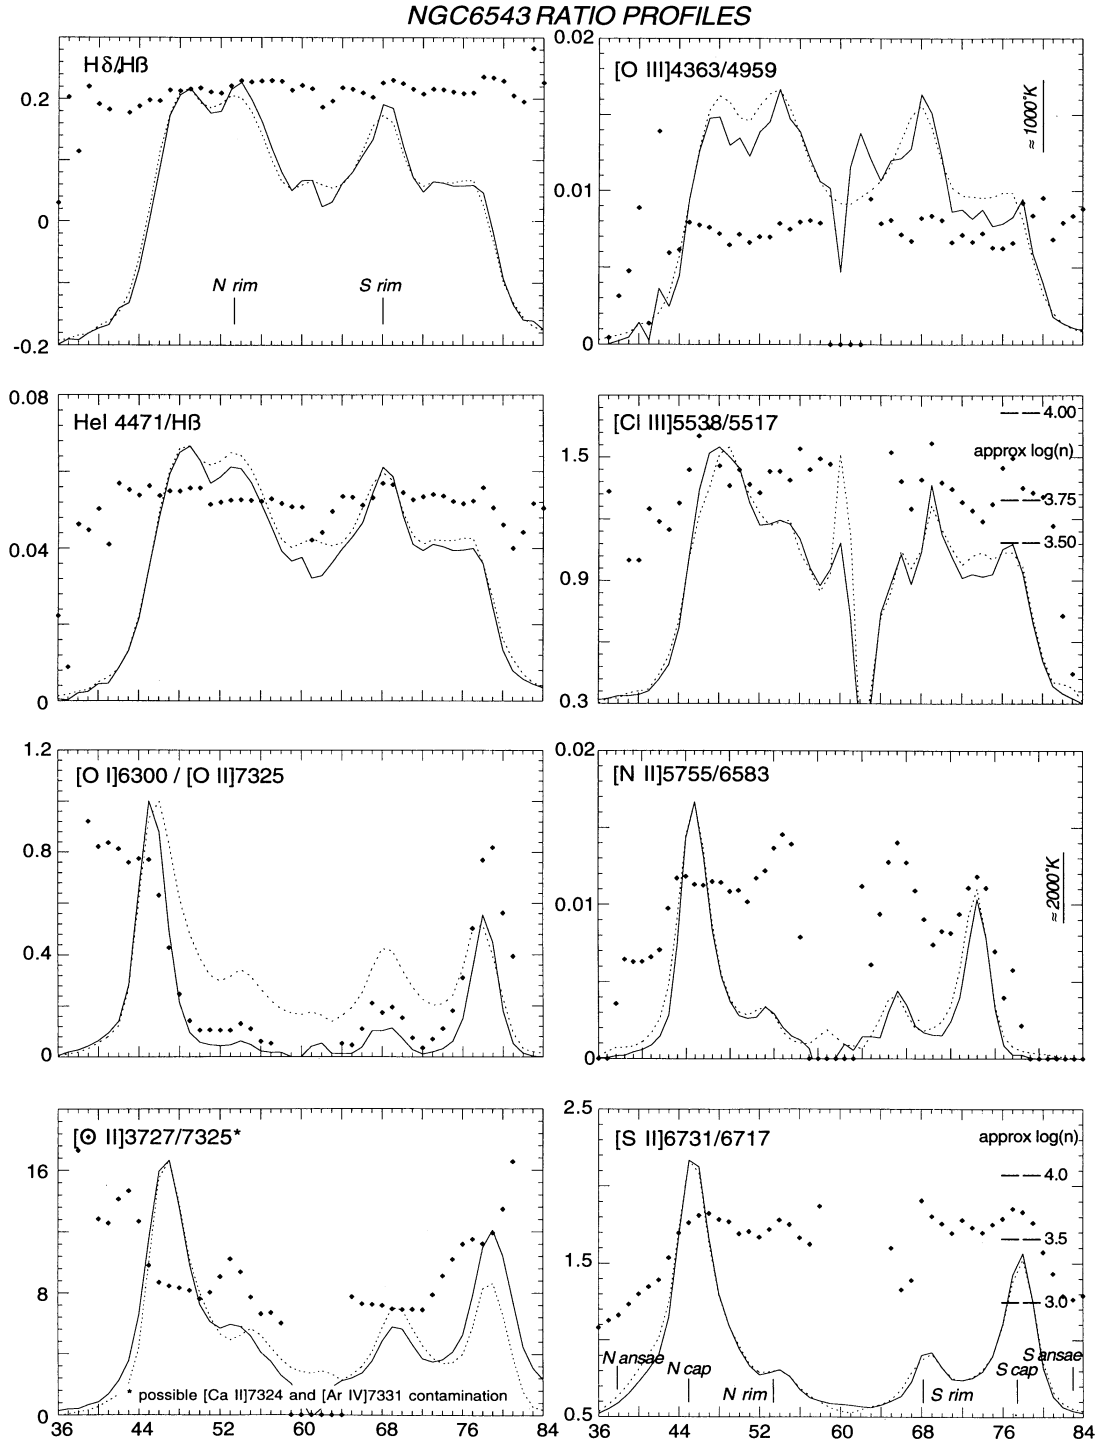 NGC6543 RATIO PROFILES
Hδ/Hß
0.2
0
-0.2
N rim
S rim
[O III]4363/4959
0.02
0.01
0
≈ 1000°K
HeI 4471/Hß
0.08
0.04
0
[Cl III]5538/5517
1.5
0.9
0.3
4.00
approx log(n)
3.75
3.50
[O I]6300 / [O II]7325
1.2
0.8
0.4
0
[N II]5755/6583
0.02
0.01
0
≈ 2000°K
[O II]3727/7325*
16
8
0
* possible [Ca II]7324 and [Ar IV]7331 contamination
36 44 52 60 68 76 84
[S II]6731/6717
2.5
1.5
0.5
approx log(n)
4.0
3.5
3.0
N ansae
N cap
N rim
S rim
S cap
S ansae
36 44 52 60 68 76 84